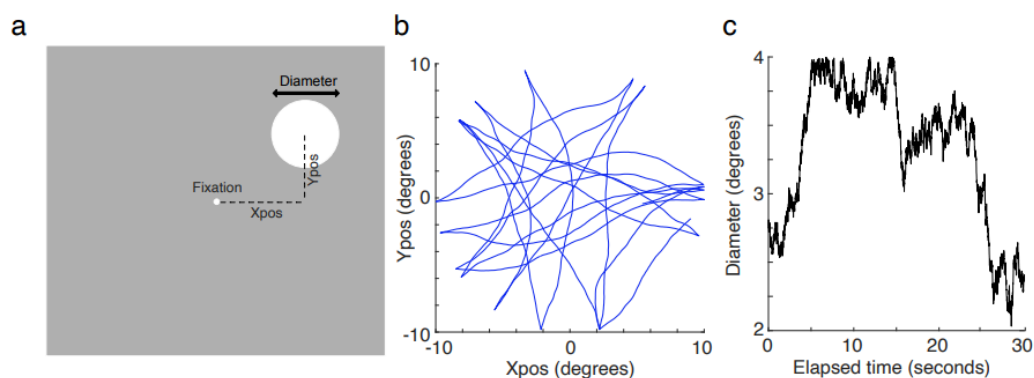 a
Diameter
Fixation
Xpos
Ypos
b
10
0
-10
Ypos (degrees)
-10
0
10
Xpos (degrees)
c
4
3
2
Diameter (degrees)
0
10
20
30
Elapsed time (seconds)